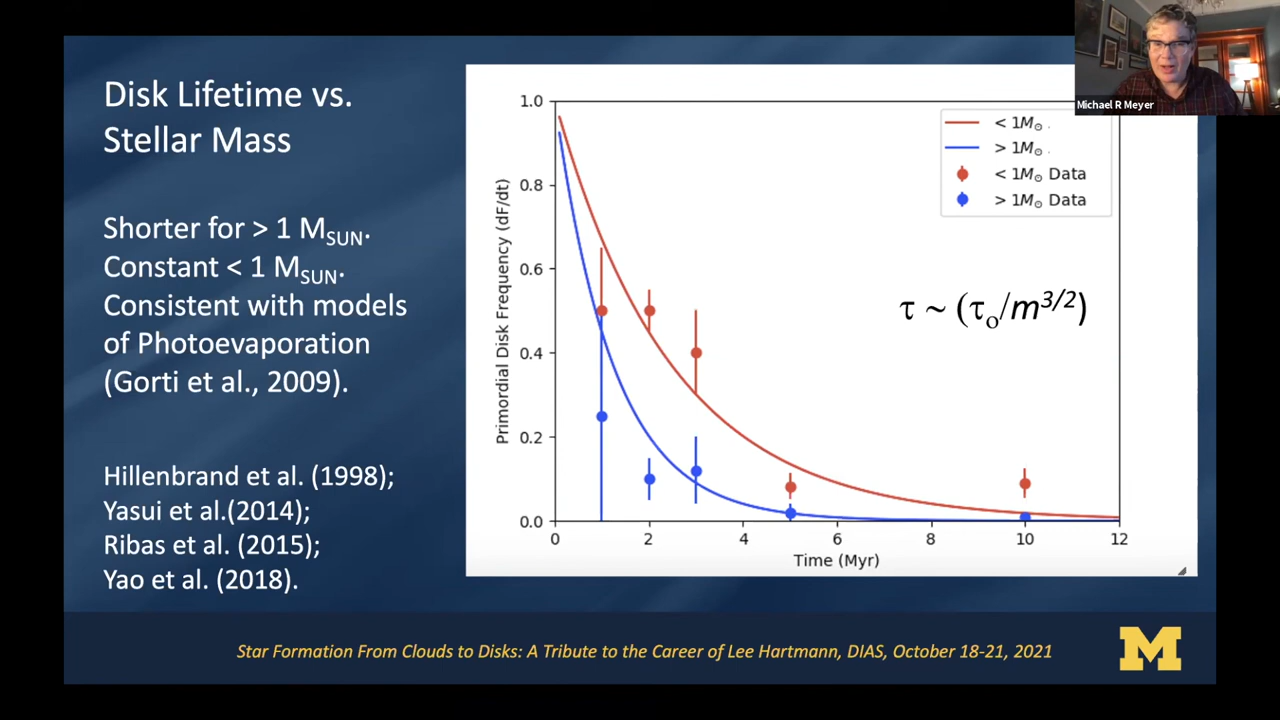 Disk Lifetime vs.
Stellar Mass
Shorter for > 1 M_SUN.
Constant < 1 M_SUN.
Consistent with models
of Photoevaporation
(Gorti et al., 2009).
Hillenbrand et al. (1998);
Yasui et al.(2014);
Ribas et al. (2015);
Yao et al. (2018).
Primordial Disk Frequency (dF/dt)
1.0
0.8
0.6
0.4
0.2
0.0
0 2 4 6 8 10 12
Time (Myr)
< 1M⊙ .
> 1M⊙ .
< 1M⊙ Data
> 1M⊙ Data
τ ~ (τ₀/m^3/2)
Michael R Meyer
Star Formation From Clouds to Disks: A Tribute to the Career of Lee Hartmann, DIAS, October 18-21, 2021
M